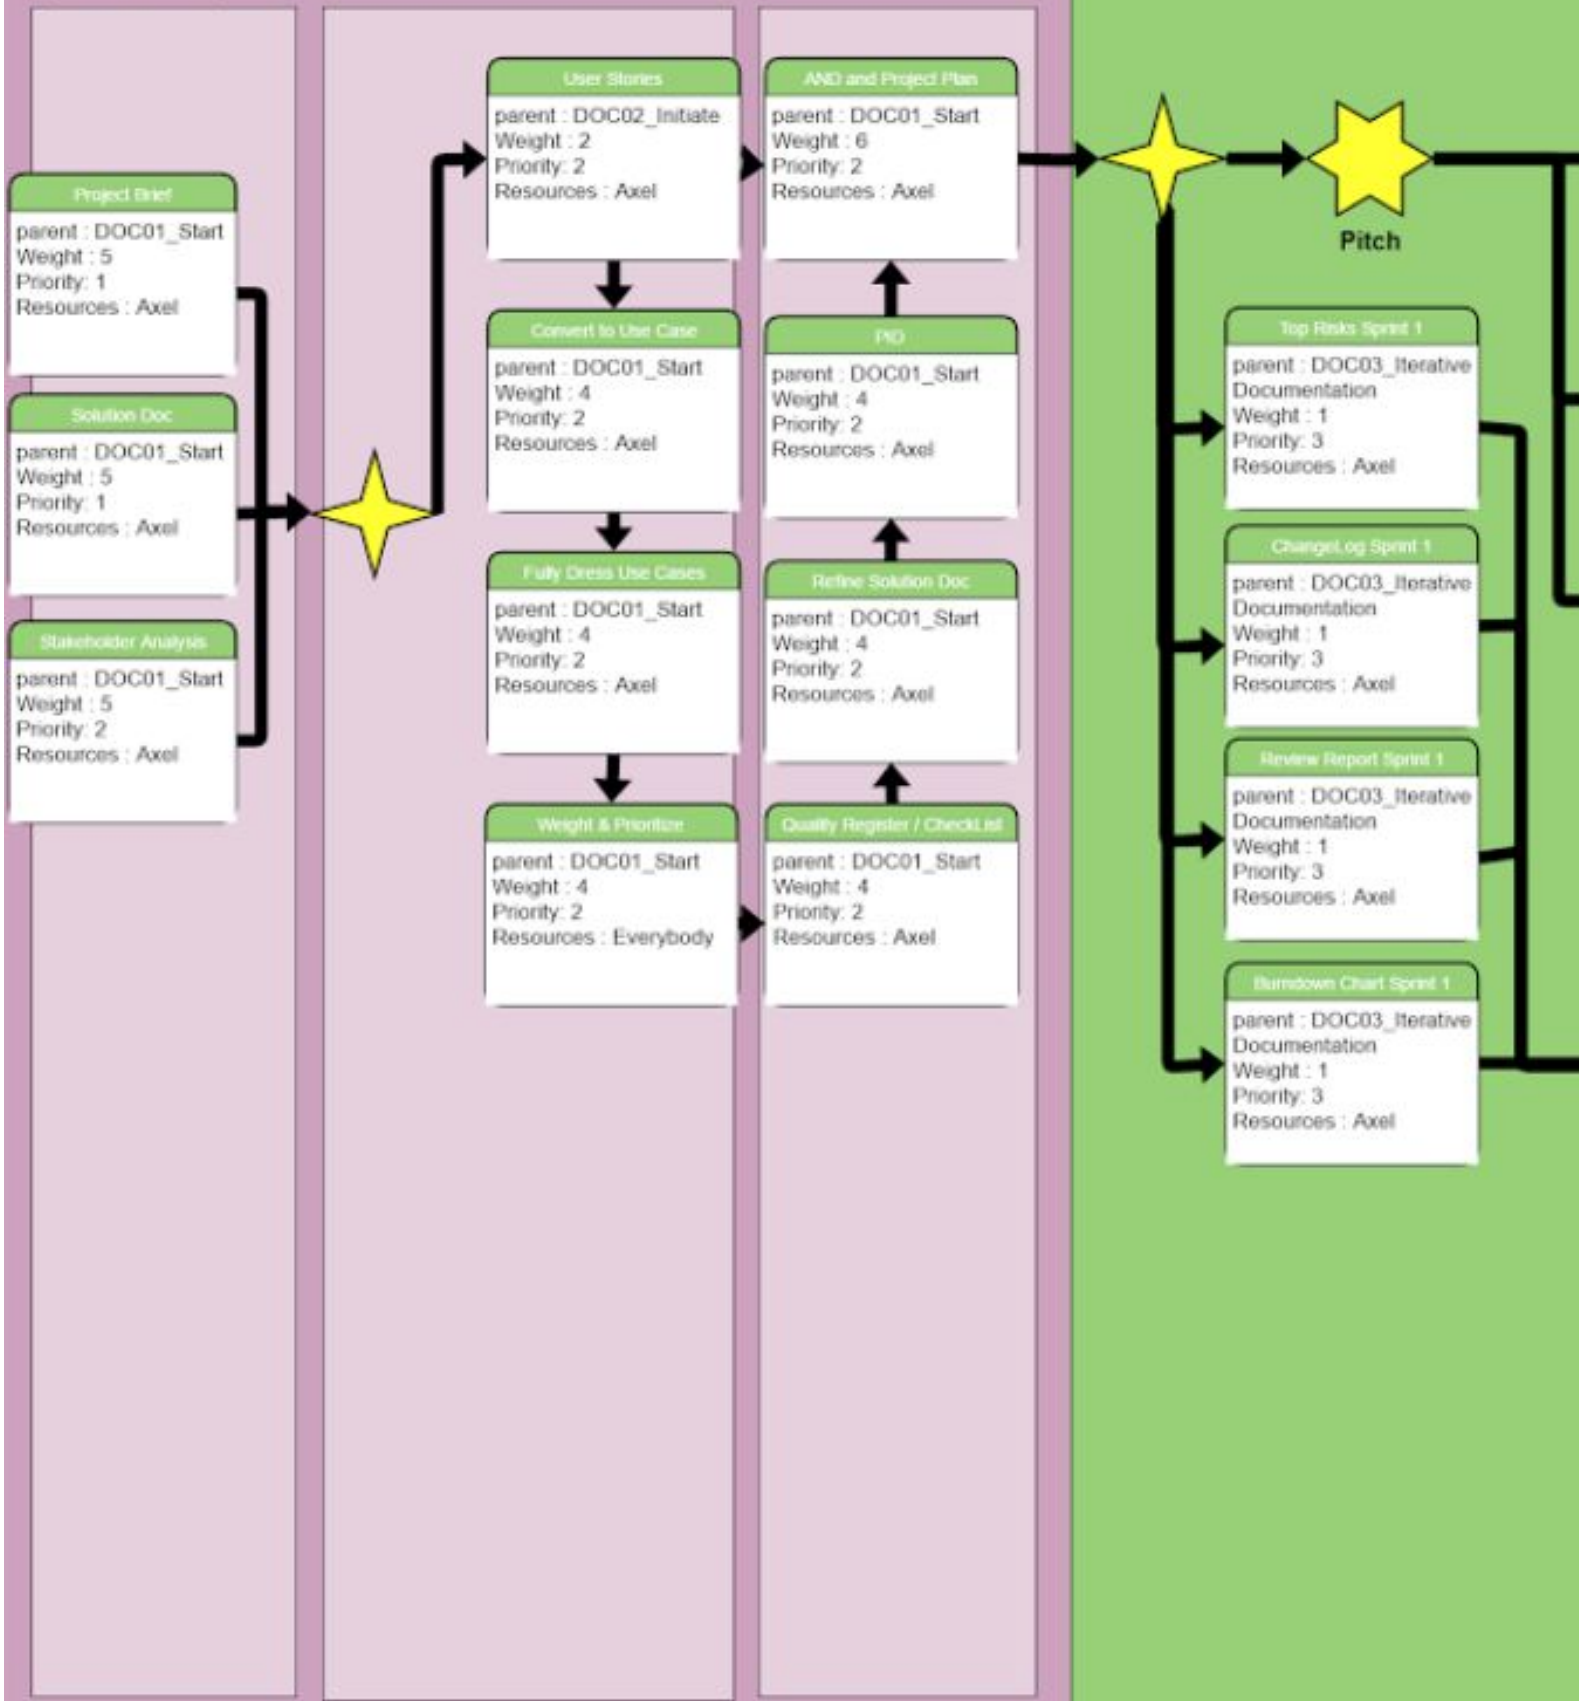 Project Brief
parent : DOC01_Start
Weight : 5
Priority: 1
Resources : Axel
Solution Doc
parent : DOC01_Start
Weight : 5
Priority: 1
Resources : Axel
Stakeholder Analysis
parent : DOC01_Start
Weight : 5
Priority: 2
Resources : Axel
User Stories
parent : DOC02_Initiate
Weight : 2
Priority: 2
Resources : Axel
Convert to Use Case
parent : DOC01_Start
Weight : 4
Priority: 2
Resources : Axel
Fully Dress Use Cases
parent : DOC01_Start
Weight : 4
Priority: 2
Resources : Axel
Weight & Prioritize
parent : DOC01_Start
Weight : 4
Priority: 2
Resources : Everybody
AND and Project Plan
parent : DOC01_Start
Weight : 6
Priority: 2
Resources : Axel
PID
parent : DOC01_Start
Weight : 4
Priority: 2
Resources : Axel
Refine Solution Doc
parent : DOC01_Start
Weight : 4
Priority: 2
Resources : Axel
Quality Register / CheckList
parent : DOC01_Start
Weight : 4
Priority: 2
Resources : Axel
Pitch
Top Risks Sprint 1
parent : DOC03_Iterative
Documentation
Weight : 1
Priority: 3
Resources : Axel
ChangeLog Sprint 1
parent : DOC03_Iterative
Documentation
Weight : 1
Priority: 3
Resources : Axel
Review Report Sprint 1
parent : DOC03_Iterative
Documentation
Weight : 1
Priority: 3
Resources : Axel
Burndown Chart Sprint 1
parent : DOC03_Iterative
Documentation
Weight : 1
Priority: 3
Resources : Axel